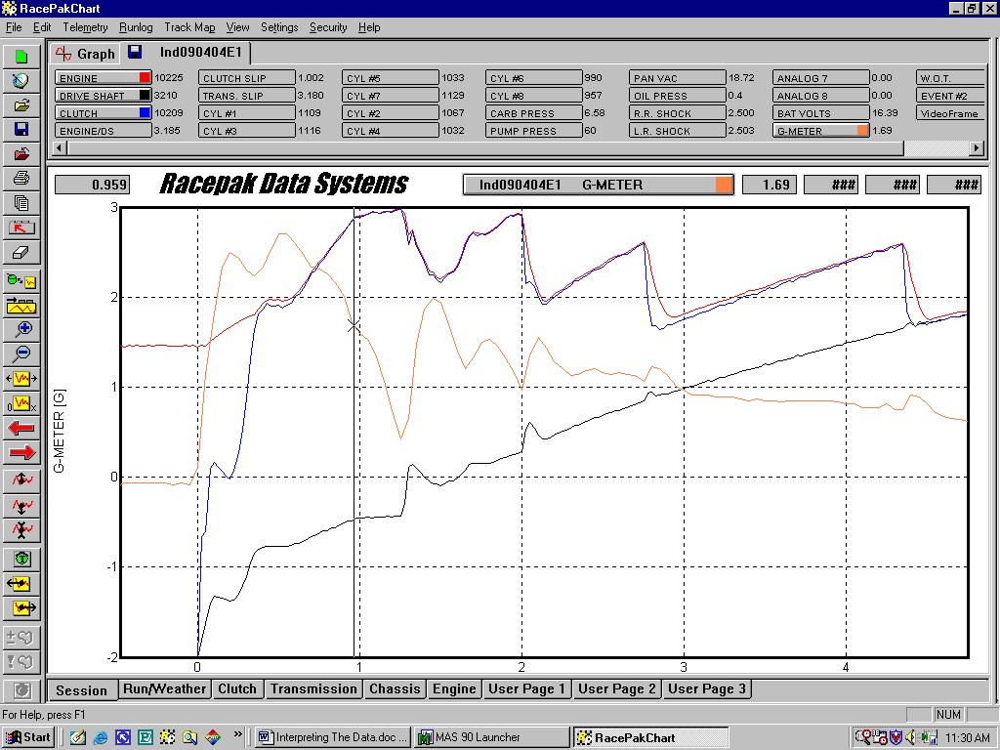 RacePakChart
File Edit Telemetry Runlog Track Map View Settings Security Help
Graph Ind090404E1
ENGINE 10225 CLUTCH SLIP 1.002 CYL #5 1033 CYL #6 990 PAN VAC 18.72 ANALOG 7 0.00 W.O.T.
DRIVE SHAFT 3210 TRANS. SLIP 3.180 CYL #7 1129 CYL #8 957 OIL PRESS 0.4 ANALOG 8 0.00 EVENT #2
CLUTCH 10209 CYL #1 1109 CYL #2 1067 CARB PRESS 6.58 R.R. SHOCK 2.500 BAT VOLTS 16.39 VideoFrame
ENGINE/DS 3.185 CYL #3 1116 CYL #4 1032 PUMP PRESS 60 L.R. SHOCK 2.503 G-METER 1.69
0.959 Racepak Data Systems Ind090404E1 G-METER 1.69 ### ### ###
3
2
1
0
-1
-2
G-METER [G]
0 1 2 3 4
Session Run/Weather Clutch Transmission Chassis Engine User Page 1 User Page 2 User Page 3
For Help, press F1 NUM
Start » Interpreting The Data.doc ... MAS 90 Launcher RacePakChart 11:30 AM